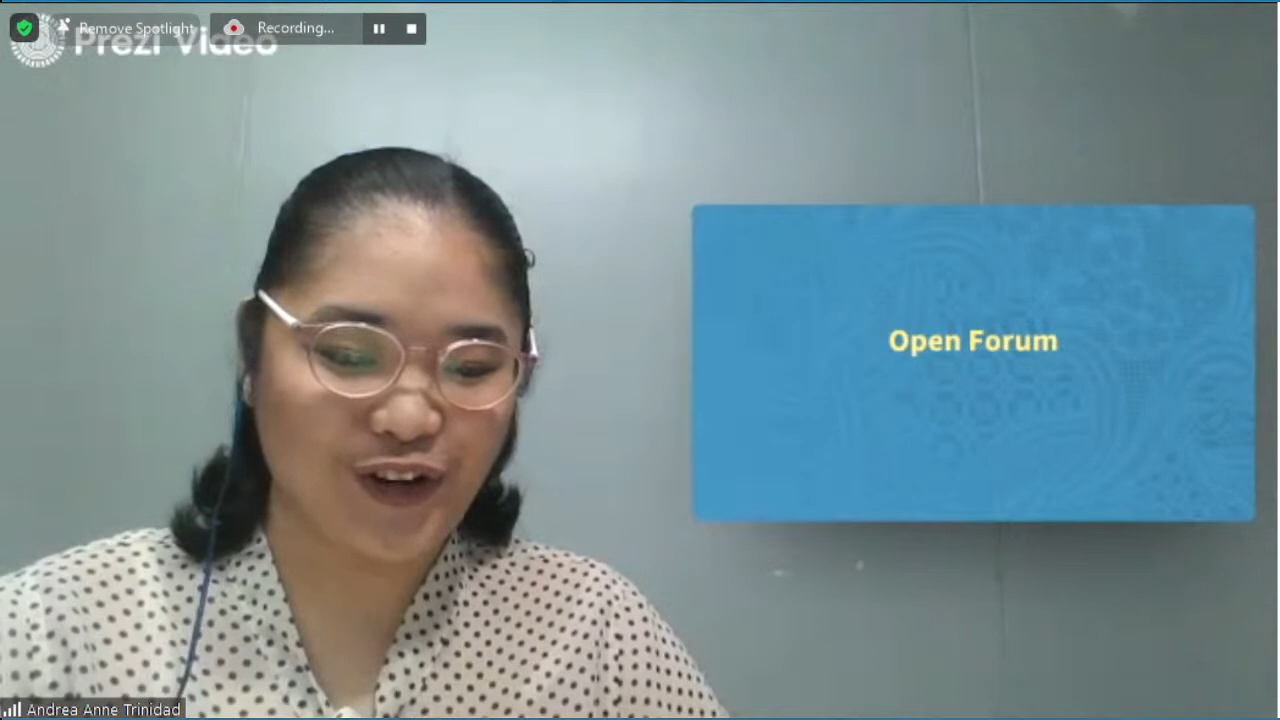 Remove Spotlight
Recording...
Prezi Video
Open Forum
Andrea Anne Trinidad